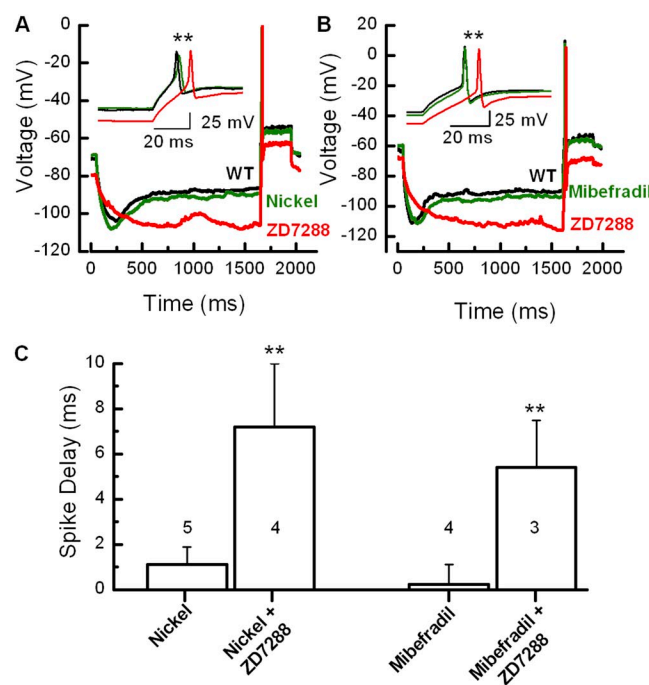 A
B
0
-20
-40
-60
-80
-100
-120
Voltage (mV)
**
25 mV
20 ms
WT
Nickel
ZD7288
0
500
1000
1500
2000
Time (ms)
20
0
-20
-40
-60
-80
-100
-120
Voltage (mV)
**
20 ms
25 mV
WT
Mibefradil
ZD7288
0
500
1000
1500
2000
Time (ms)
C
10
8
6
4
2
0
Spike Delay (ms)
**
**
5
4
4
3
Nickel
Nickel +
ZD7288
Mibefradil
Mibefradil +
ZD7288